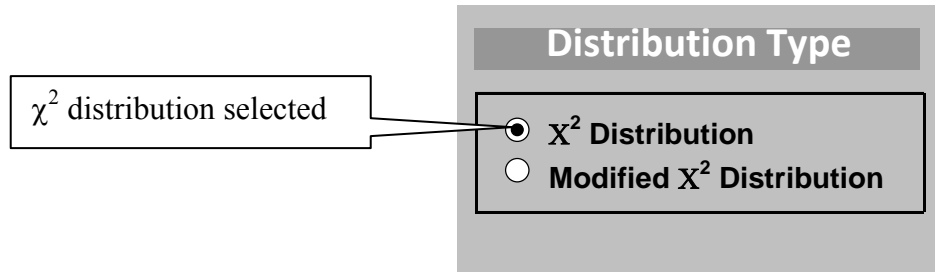 Distribution Type
χ² distribution selected
X² Distribution
Modified X² Distribution